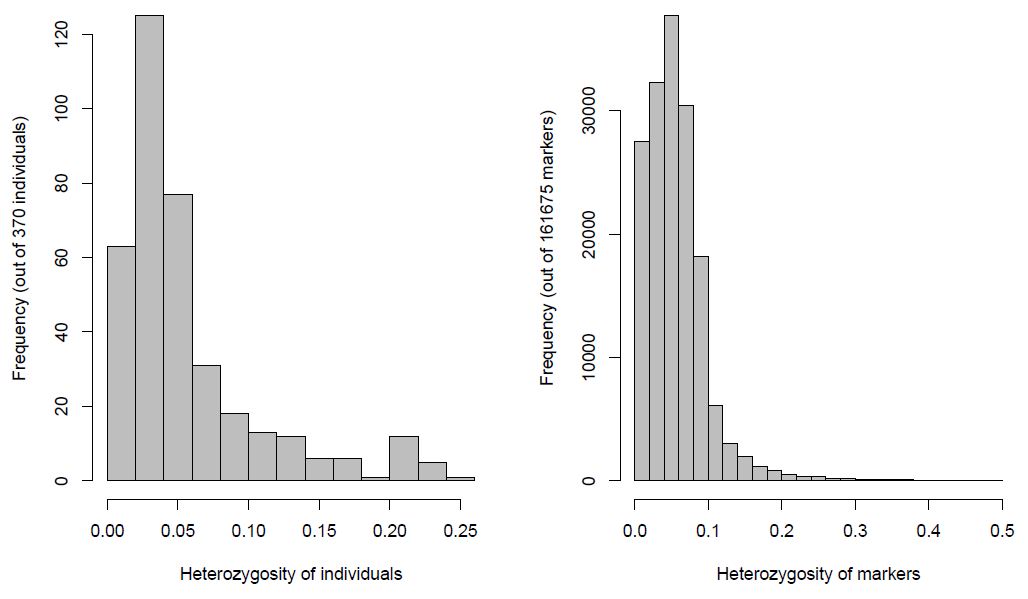 Frequency (out of 370 individuals)
120
100
80
60
40
20
0
0.00 0.05 0.10 0.15 0.20 0.25
Heterozygosity of individuals
Frequency (out of 161675 markers)
30000
20000
10000
0
0.0 0.1 0.2 0.3 0.4 0.5
Heterozygosity of markers